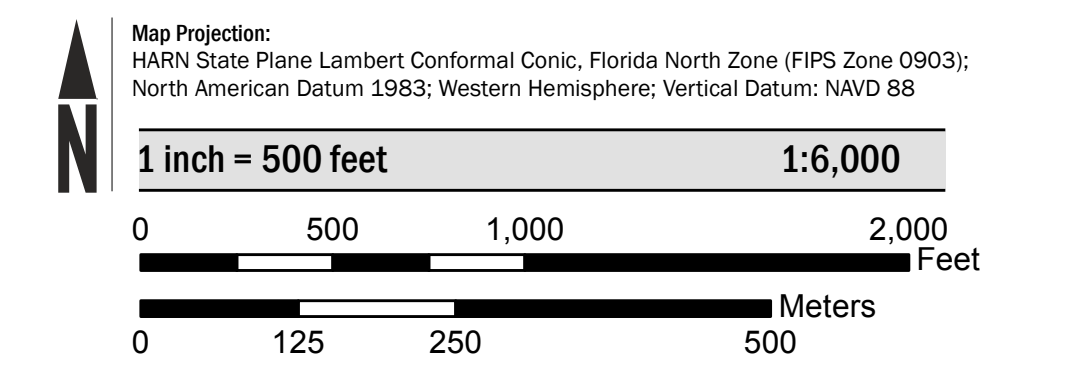 Map Projection:
HARN State Plane Lambert Conformal Conic, Florida North Zone (FIPS Zone 0903);
North American Datum 1983; Western Hemisphere; Vertical Datum: NAVD 88
N
1 inch = 500 feet 1:6,000
0 500 1,000 2,000
Feet
Meters
0 125 250 500